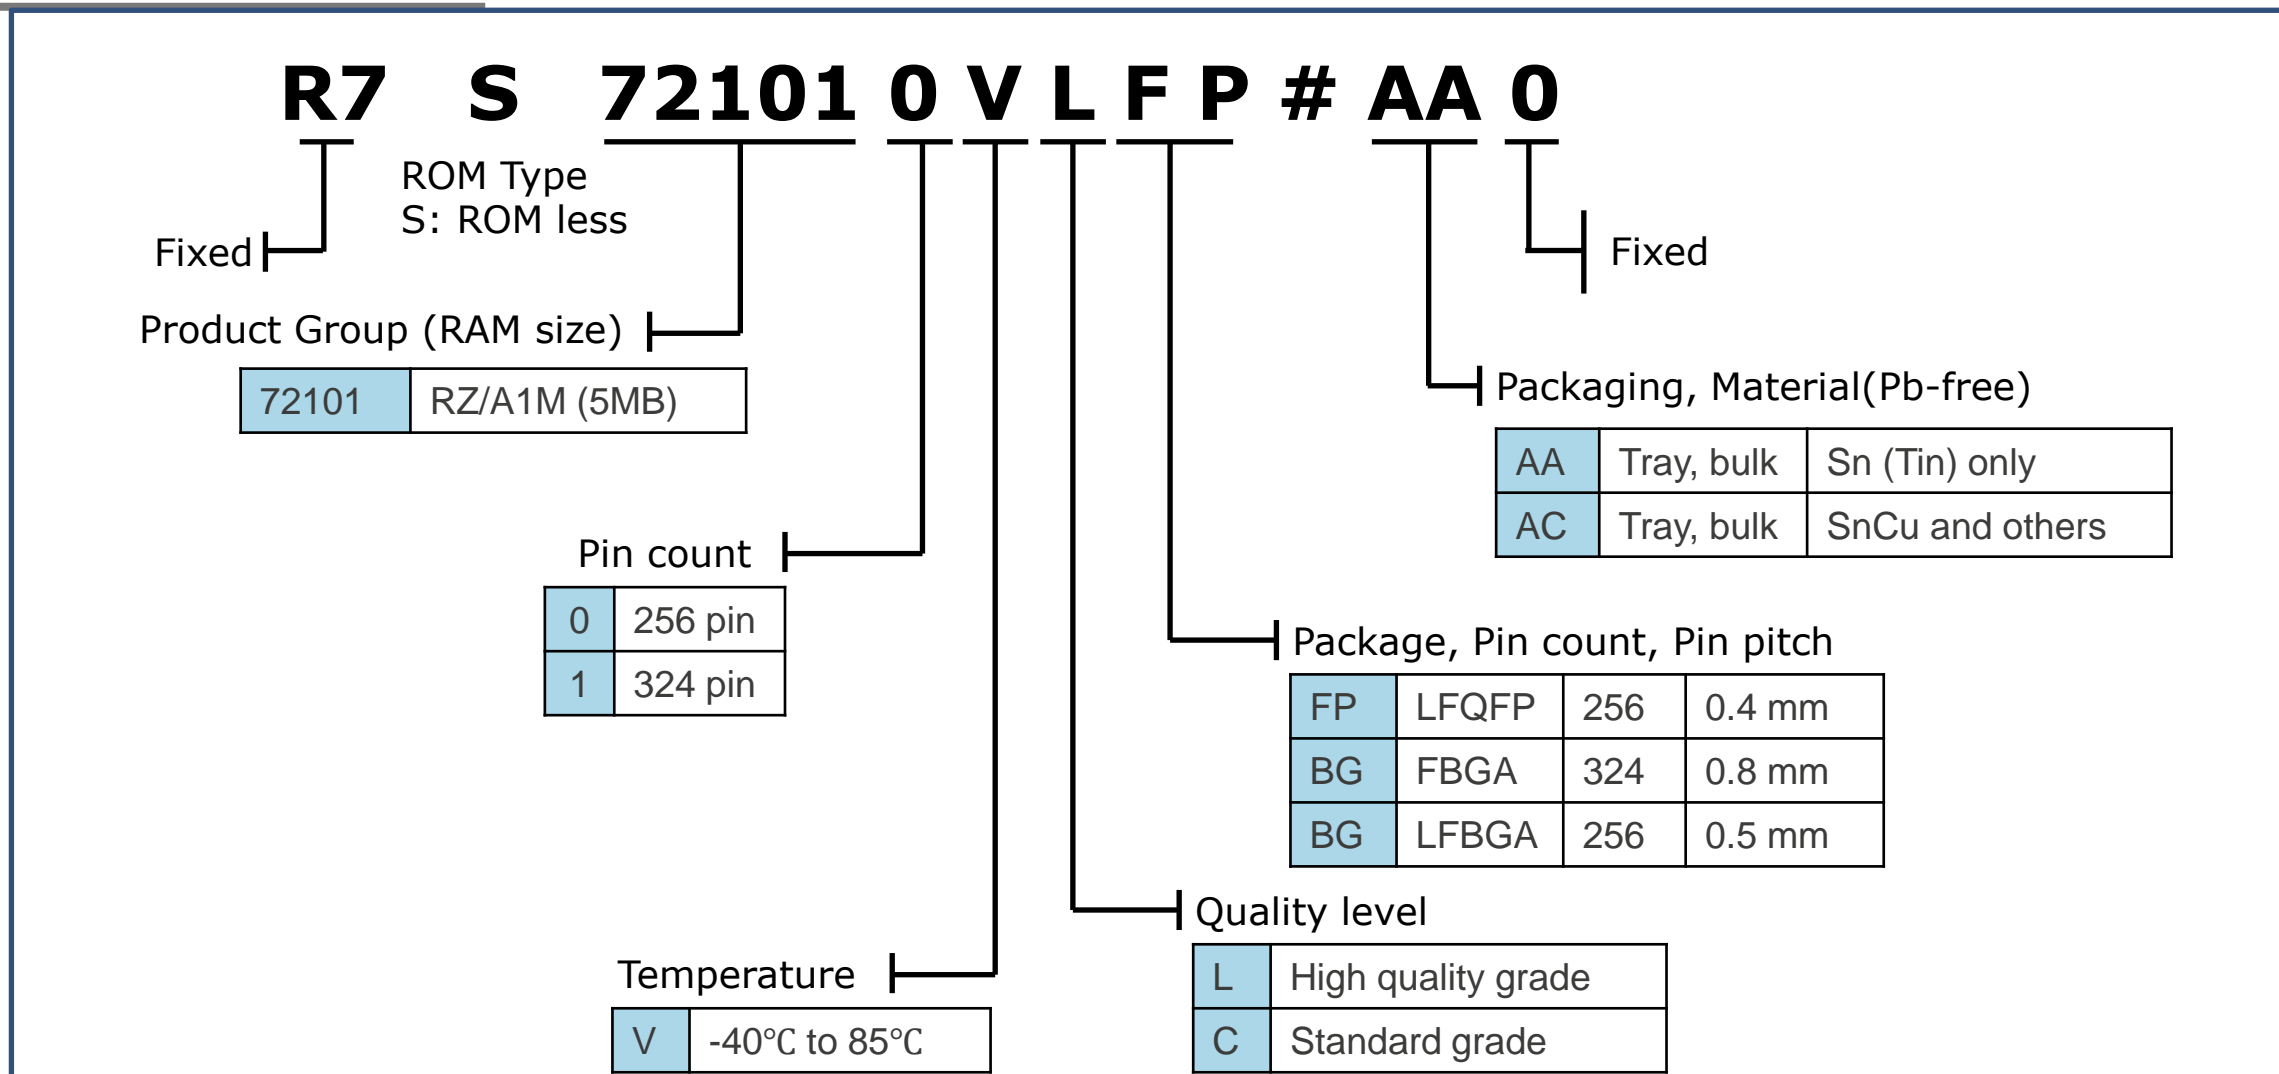 R7 S 72101 0 V L F P # AA 0
ROM Type
S: ROM less
Fixed
Fixed
Product Group (RAM size)
72101 RZ/A1M (5MB)
Packaging, Material(Pb-free)
AA Tray, bulk Sn (Tin) only
AC Tray, bulk SnCu and others
Pin count
0 256 pin
1 324 pin
Package, Pin count, Pin pitch
FP LFQFP 256 0.4 mm
BG FBGA 324 0.8 mm
BG LFBGA 256 0.5 mm
Quality level
L High quality grade
C Standard grade
Temperature
V -40℃ to 85℃